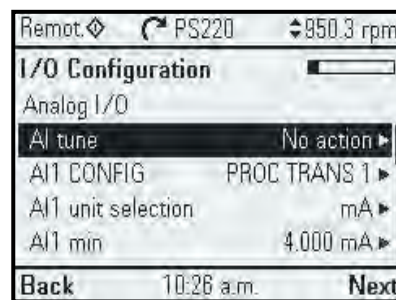 Remot. PS220 950.3 rpm
I/O Configuration
Analog I/O
AI tune No action
AI1 CONFIG PROC TRANS 1
AI1 unit selection mA
AI1 min 4.000 mA
Back 10:26 a.m. Next